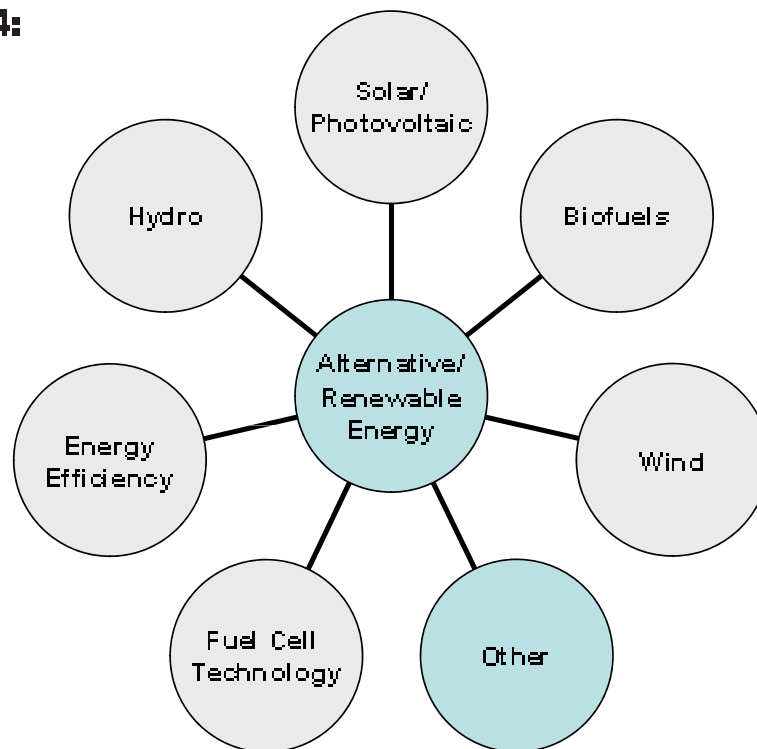 4:
Solar/
Photovoltaic
Hydro
Biofuels
Alternative/
Renewable
Energy
Energy
Efficiency
Wind
Fuel Cell
Technology
Other